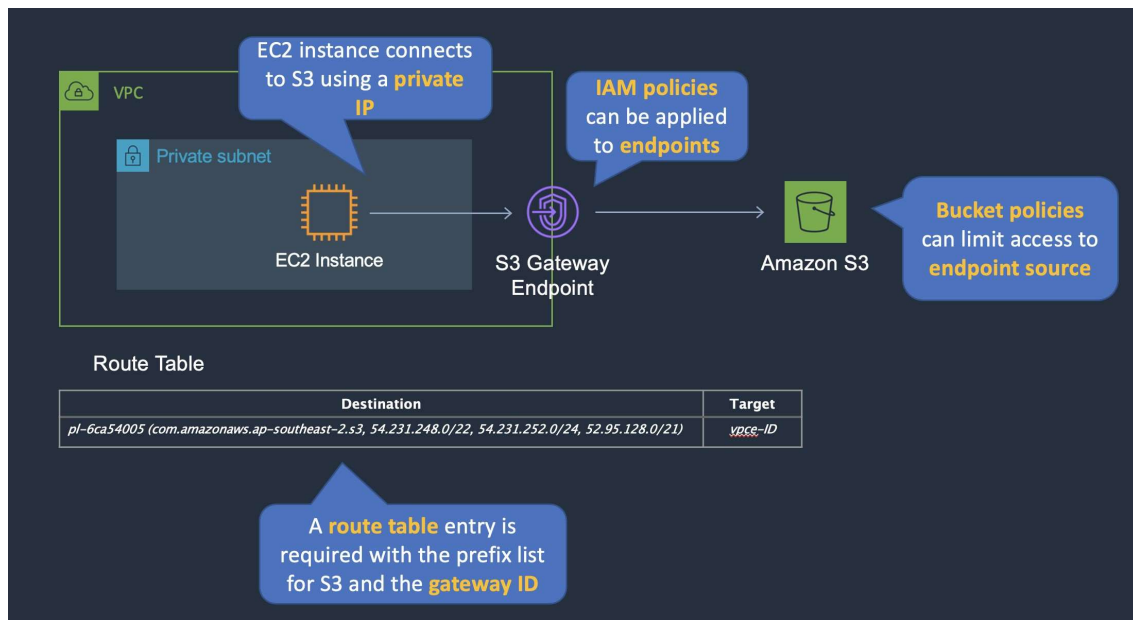 EC2 instance connects
to S3 using a private
IP
VPC
IAM policies
can be applied
to endpoints
Private subnet
Bucket policies
can limit access to
endpoint source
EC2 Instance
S3 Gateway
Endpoint
Amazon S3
Route Table
Destination Target
pl-6ca54005 (com.amazonaws.ap-southeast-2.s3, 54.231.248.0/22, 54.231.252.0/24, 52.95.128.0/21) vpce-ID
A route table entry is
required with the prefix list
for S3 and the gateway ID